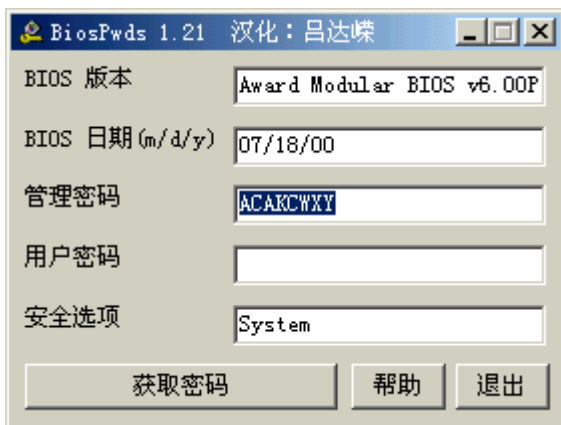 BiosPwds 1.21 汉化：吕达嵘
BIOS 版本 Award Modular BIOS v6.00P
BIOS 日期(m/d/y) 07/18/00
管理密码 ACAKCWXY
用户密码
安全选项 System
获取密码 帮助 退出